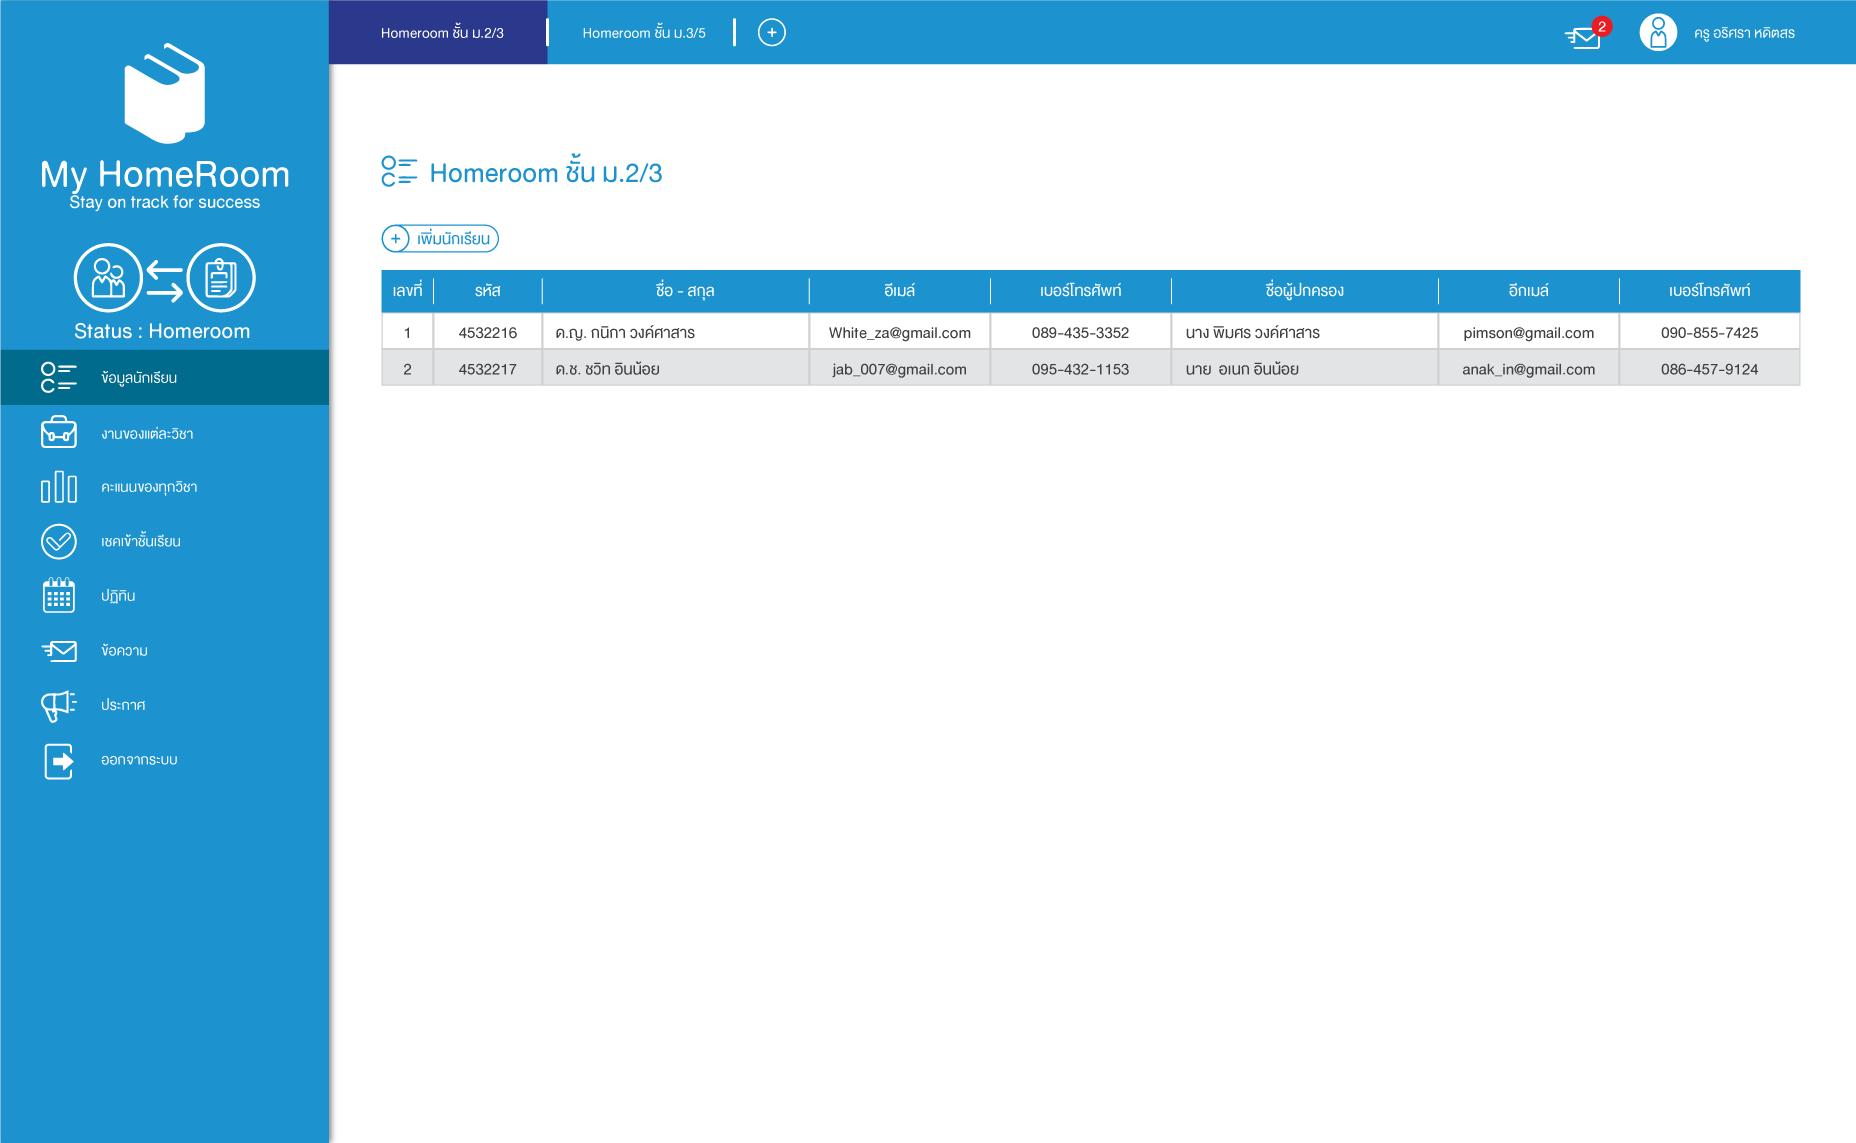 Homeroom ชั้น ม.2/3
Homeroom ชั้น ม.3/5
2
ครู อริศรา หดิตสร
My HomeRoom
Stay on track for success
Status : Homeroom
ข้อมูลนักเรียน
งานของแต่ละวิชา
คะแนนของทุกวิชา
เชคเข้าชั้นเรียน
ปฏิทิน
ข้อความ
ประกาศ
ออกจากระบบ
Homeroom ชั้น ม.2/3
+ เพิ่มนักเรียน
เลขที่ รหัส ชื่อ - สกุล อีเมล์ เบอร์โทรศัพท์ ชื่อผู้ปกครอง อีกเมล์ เบอร์โทรศัพท์
1 4532216 ด.ญ. กนิกา วงค์ศาสาร White_za@gmail.com 089-435-3352 นาง พิมศร วงค์ศาสาร pimson@gmail.com 090-855-7425
2 4532217 ด.ช. ชวิท อินน้อย jab_007@gmail.com 095-432-1153 นาย อเนก อินน้อย anak_in@gmail.com 086-457-9124